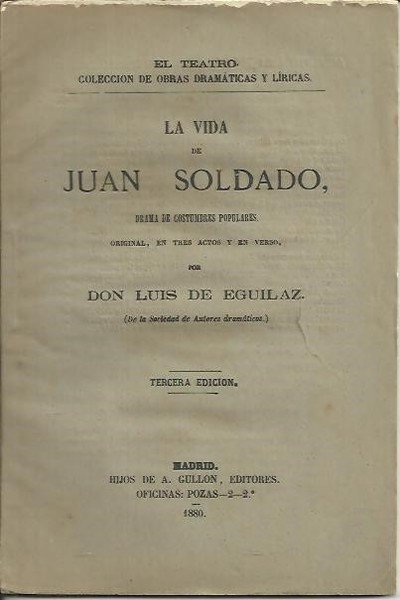 EL TEATRO.
COLECCION DE OBRAS DRAMÁTICAS Y LÍRICAS.
LA VIDA
DE
JUAN SOLDADO,
DRAMA DE COSTUMBRES POPULARES.
ORIGINAL, EN TRES ACTOS Y EN VERSO,
POR
DON LUIS DE EGUILAZ.
(De la Sociedad de Autores dramáticos.)
TERCERA EDICION.
MADRID.
HIJOS DE A. GULLON, EDITORES.
OFICINAS: POZAS—2—2.º
1880.